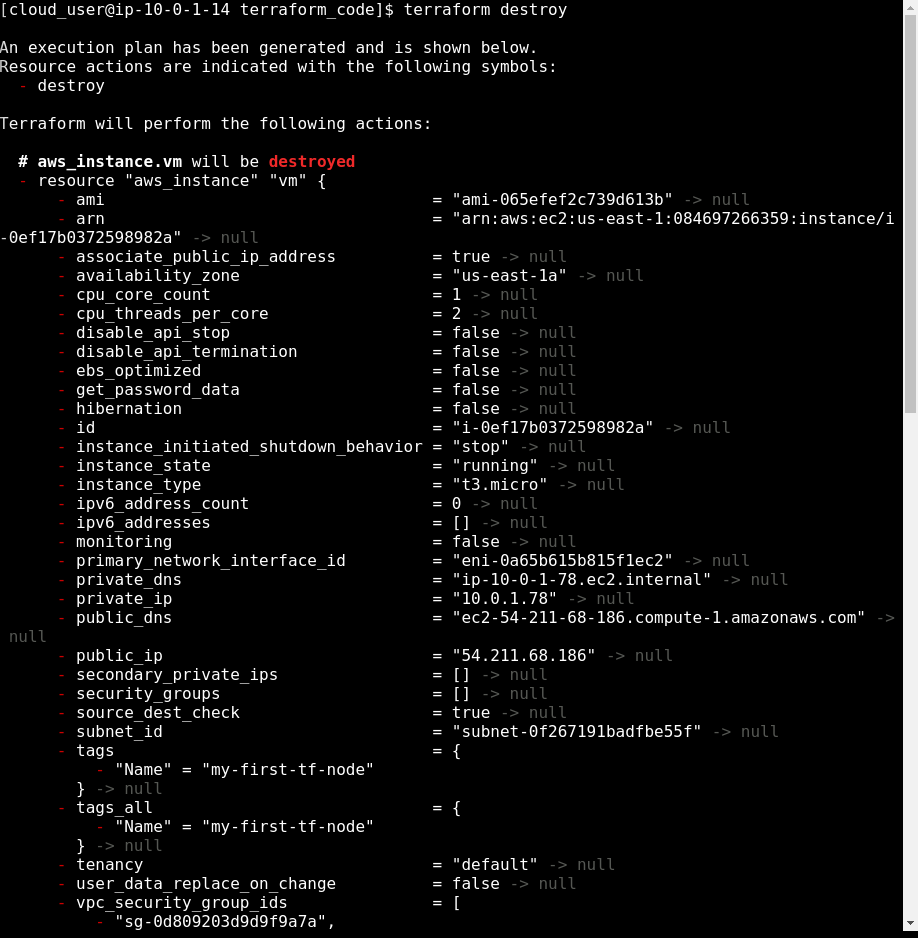 [cloud_user@ip-10-0-1-14 terraform_code]$ terraform destroy
An execution plan has been generated and is shown below.
Resource actions are indicated with the following symbols:
- destroy
Terraform will perform the following actions:
# aws_instance.vm will be destroyed
- resource "aws_instance" "vm" {
- ami = "ami-065efef2c739d613b" -> null
- arn = "arn:aws:ec2:us-east-1:084697266359:instance/i
-0ef17b0372598982a" -> null
- associate_public_ip_address = true -> null
- availability_zone = "us-east-1a" -> null
- cpu_core_count = 1 -> null
- cpu_threads_per_core = 2 -> null
- disable_api_stop = false -> null
- disable_api_termination = false -> null
- ebs_optimized = false -> null
- get_password_data = false -> null
- hibernation = false -> null
- id = "i-0ef17b0372598982a" -> null
- instance_initiated_shutdown_behavior = "stop" -> null
- instance_state = "running" -> null
- instance_type = "t3.micro" -> null
- ipv6_address_count = 0 -> null
- ipv6_addresses = [] -> null
- monitoring = false -> null
- primary_network_interface_id = "eni-0a65b615b815f1ec2" -> null
- private_dns = "ip-10-0-1-78.ec2.internal" -> null
- private_ip = "10.0.1.78" -> null
- public_dns = "ec2-54-211-68-186.compute-1.amazonaws.com" ->
null
- public_ip = "54.211.68.186" -> null
- secondary_private_ips = [] -> null
- security_groups = [] -> null
- source_dest_check = true -> null
- subnet_id = "subnet-0f267191badfbe55f" -> null
- tags = {
- "Name" = "my-first-tf-node"
} -> null
- tags_all = {
- "Name" = "my-first-tf-node"
} -> null
- tenancy = "default" -> null
- user_data_replace_on_change = false -> null
- vpc_security_group_ids = [
- "sg-0d809203d9d9f9a7a",